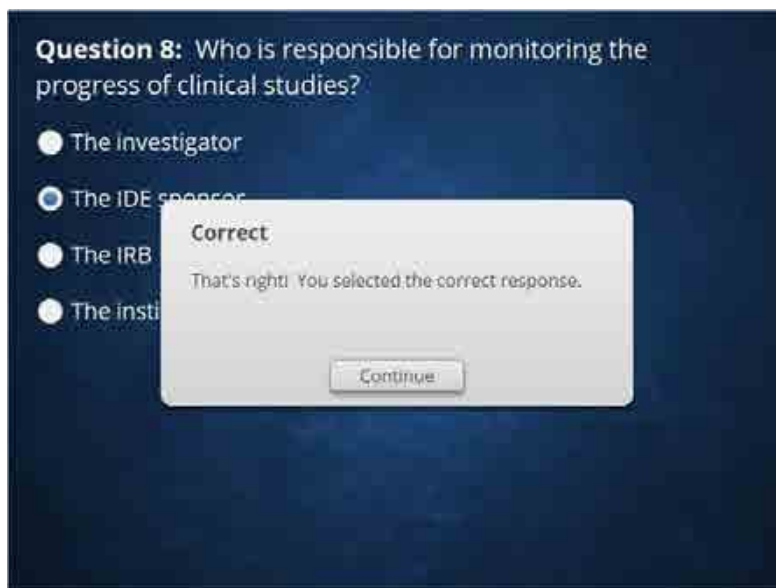 Question 8: Who is responsible for monitoring the
progress of clinical studies?
The investigator
The IDE sponsor
The IRB
The insti
Correct
That's right! You selected the correct response.
Continue